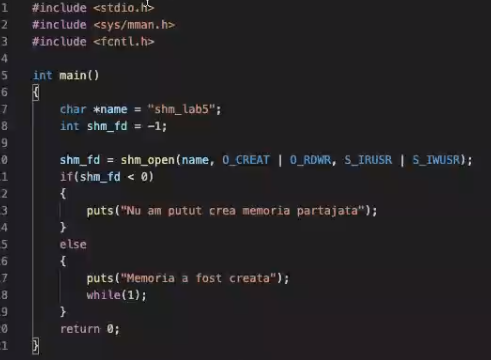 1 #include <stdio.h>
2 #include <sys/mman.h>
3 #include <fcntl.h>
4
5 int main()
6 {
7 char *name = "shm_lab5";
8 int shm_fd = -1;
9
0 shm_fd = shm_open(name, O_CREAT | O_RDWR, S_IRUSR | S_IWUSR);
1 if(shm_fd < 0)
2 {
3 puts("Nu am putut crea memoria partajata");
4 }
5 else
6 {
7 puts("Memoria a fost creata");
8 while(1);
9 }
0 return 0;
1 }